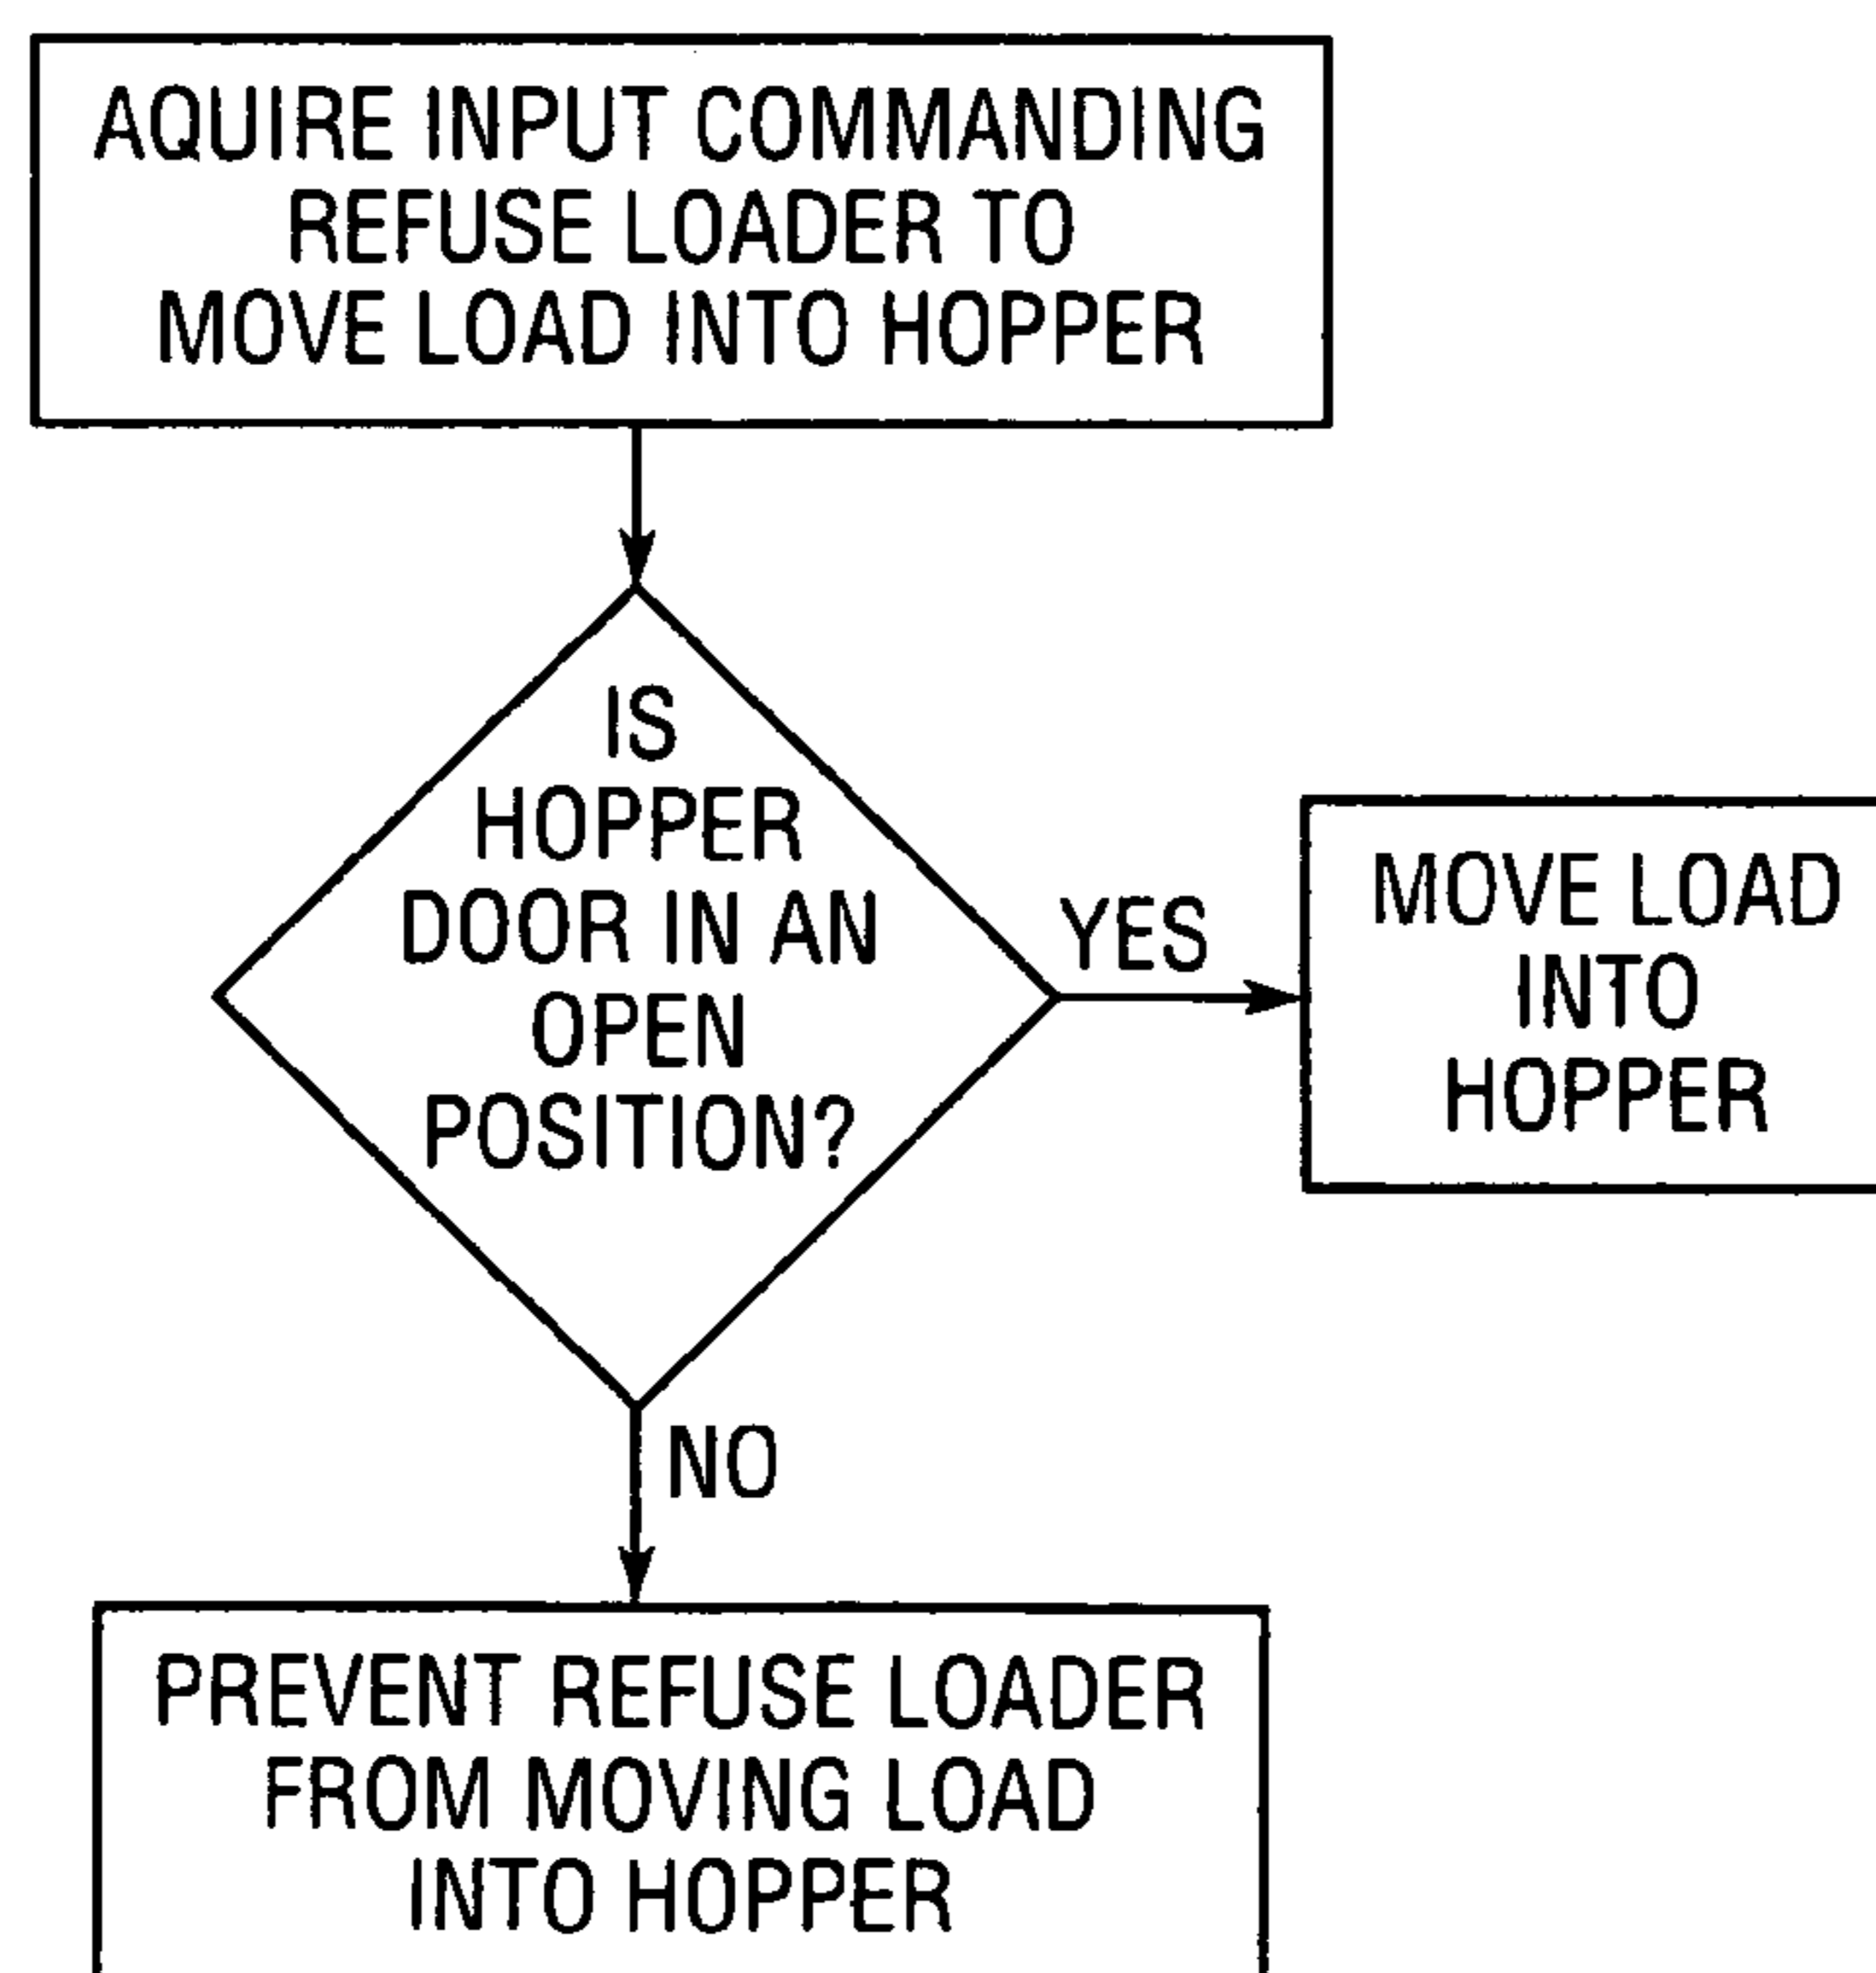 AQUIRE INPUT COMMANDING
REFUSE LOADER TO
MOVE LOAD INTO HOPPER
IS
HOPPER
DOOR IN AN
OPEN
POSITION?
YES
MOVE LOAD
INTO
HOPPER
NO
PREVENT REFUSE LOADER
FROM MOVING LOAD
INTO HOPPER